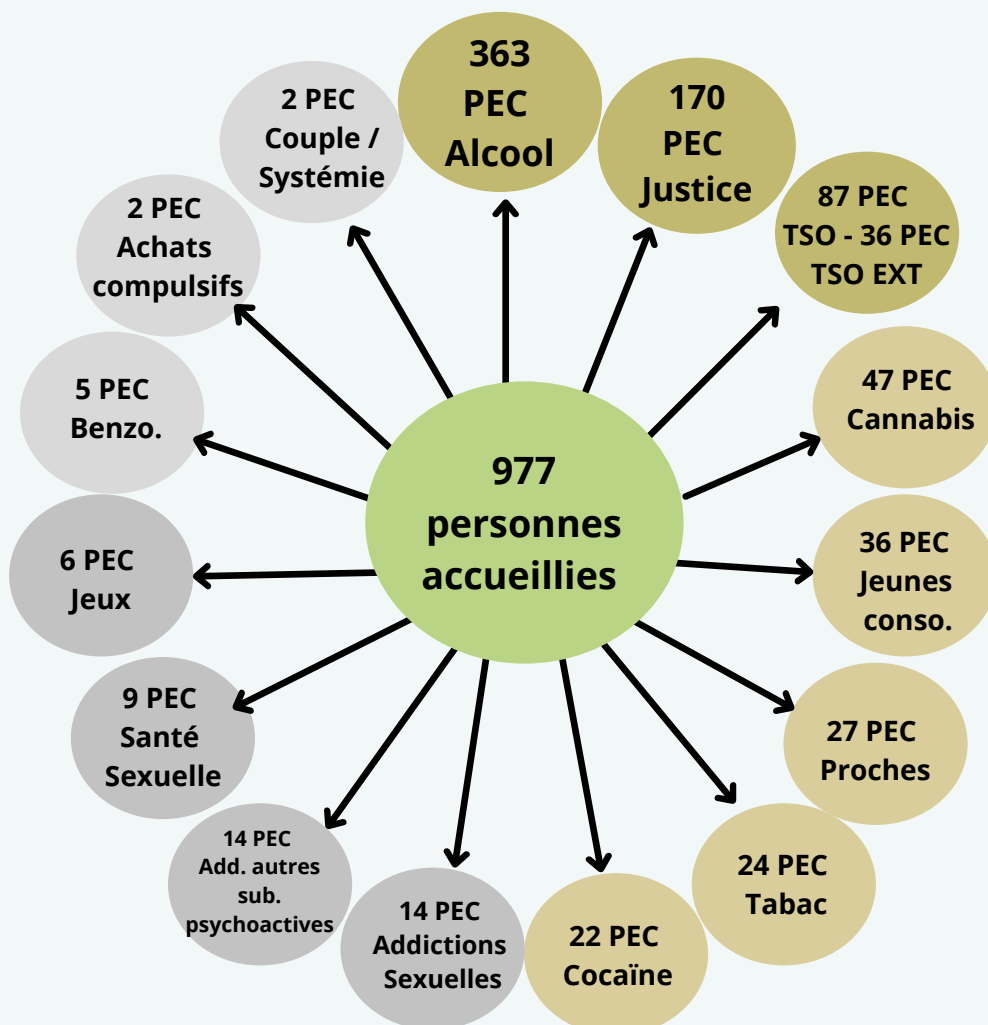 977
personnes
accueillies
363
PEC
Alcool
170
PEC
Justice
87 PEC
TSO - 36 PEC
TSO EXT
47 PEC
Cannabis
36 PEC
Jeunes
conso.
27 PEC
Proches
24 PEC
Tabac
22 PEC
Cocaïne
14 PEC
Addictions
Sexuelles
14 PEC
Add. autres
sub.
psychoactives
9 PEC
Santé
Sexuelle
6 PEC
Jeux
5 PEC
Benzo.
2 PEC
Achats
compulsifs
2 PEC
Couple /
Systémie